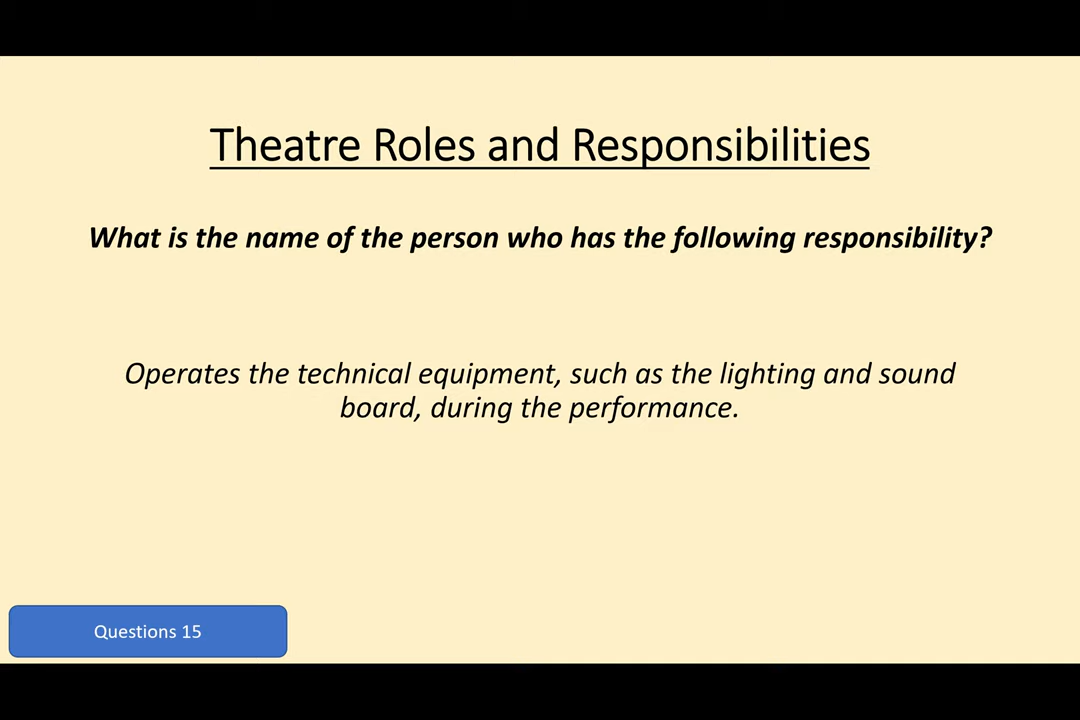 Theatre Roles and Responsibilities
What is the name of the person who has the following responsibility?
Operates the technical equipment, such as the lighting and sound
board, during the performance.
Questions 15